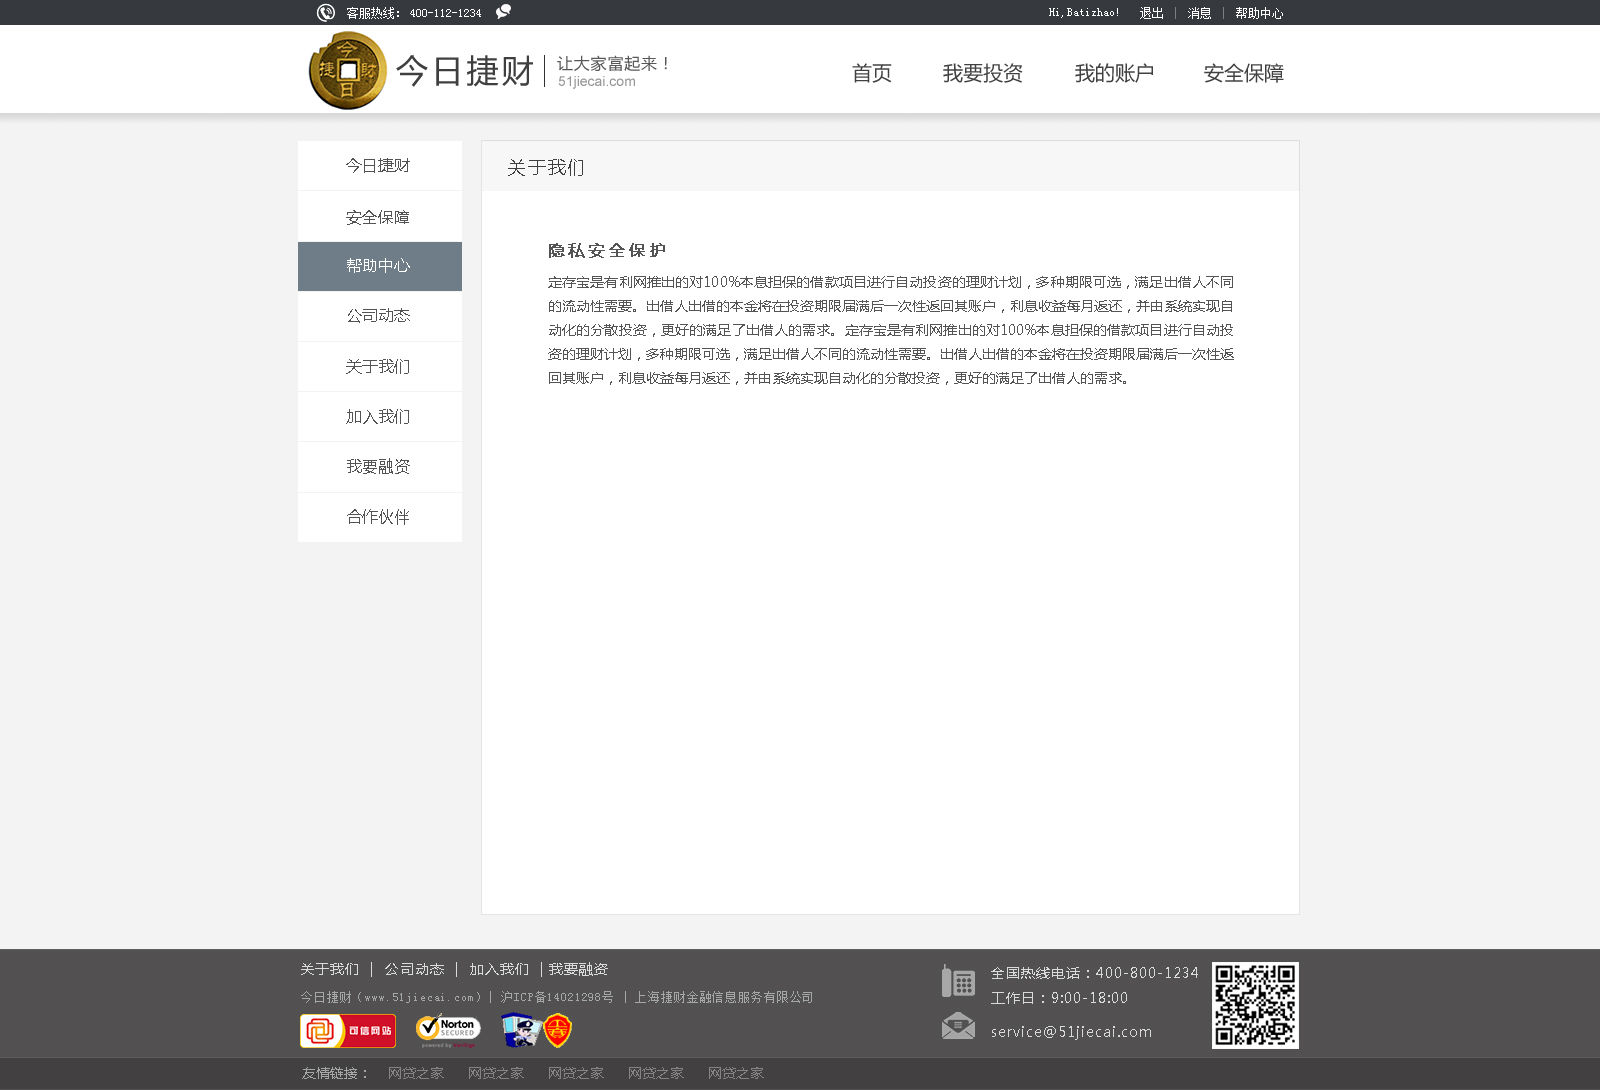 客服热线： 400-112-1234
Hi,Batizhao! 退出 | 消息 | 帮助中心
今日捷财
今日捷财 | 让大家富起来！
51jiecai.com
首页 我要投资 我的账户 安全保障
今日捷财
安全保障
帮助中心
公司动态
关于我们
加入我们
我要融资
合作伙伴
关于我们
隐私安全保护
定存宝是有利网推出的对100%本息担保的借款项目进行自动投资的理财计划，多种期限可选，满足出借人不同
的流动性需要。出借人出借的本金将在投资期限届满后一次性返回其账户，利息收益每月返还，并由系统实现自
动化的分散投资，更好的满足了出借人的需求。定存宝是有利网推出的对100%本息担保的借款项目进行自动投
资的理财计划，多种期限可选，满足出借人不同的流动性需要。出借人出借的本金将在投资期限届满后一次性返
回其账户，利息收益每月返还，并由系统实现自动化的分散投资，更好的满足了出借人的需求。
关于我们 | 公司动态 | 加入我们 | 我要融资
今日捷财（www.51jiecai.com）| 沪ICP备14021298号 | 上海捷财金融信息服务有限公司
可信网站
Norton
SECURED
powered by VeriSign
全国热线电话：400-800-1234
工作日：9:00-18:00
service@51jiecai.com
友情链接： 网贷之家 网贷之家 网贷之家 网贷之家 网贷之家